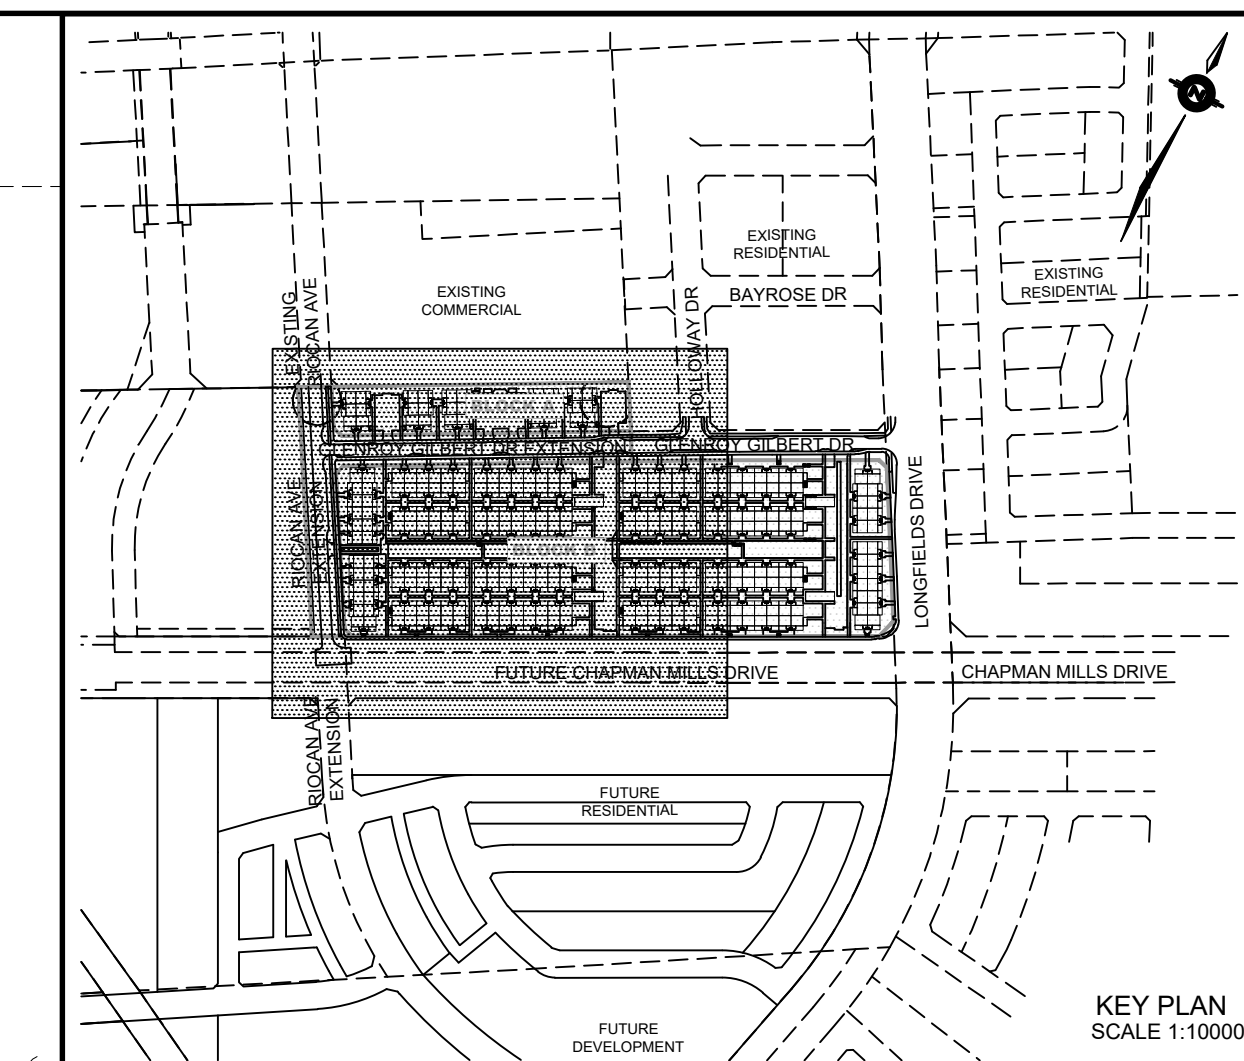 N
EXISTING
RESIDENTIAL
EXISTING
RESIDENTIAL
EXISTING
COMMERCIAL
BAYROSE DR
EXISTING
RIOCAN AVE
HOLLOWAY DR
BLOCK A
GLENROY GILBERT DR EXTENSION
GLENROY GILBERT DR
RIOCAN AVE
EXTENSION
BLOCK B
LONGFIELDS DRIVE
FUTURE CHAPMAN MILLS DRIVE
CHAPMAN MILLS DRIVE
RIOCAN AVE
EXTENSION
FUTURE
RESIDENTIAL
FUTURE
DEVELOPMENT
KEY PLAN
SCALE 1:10000